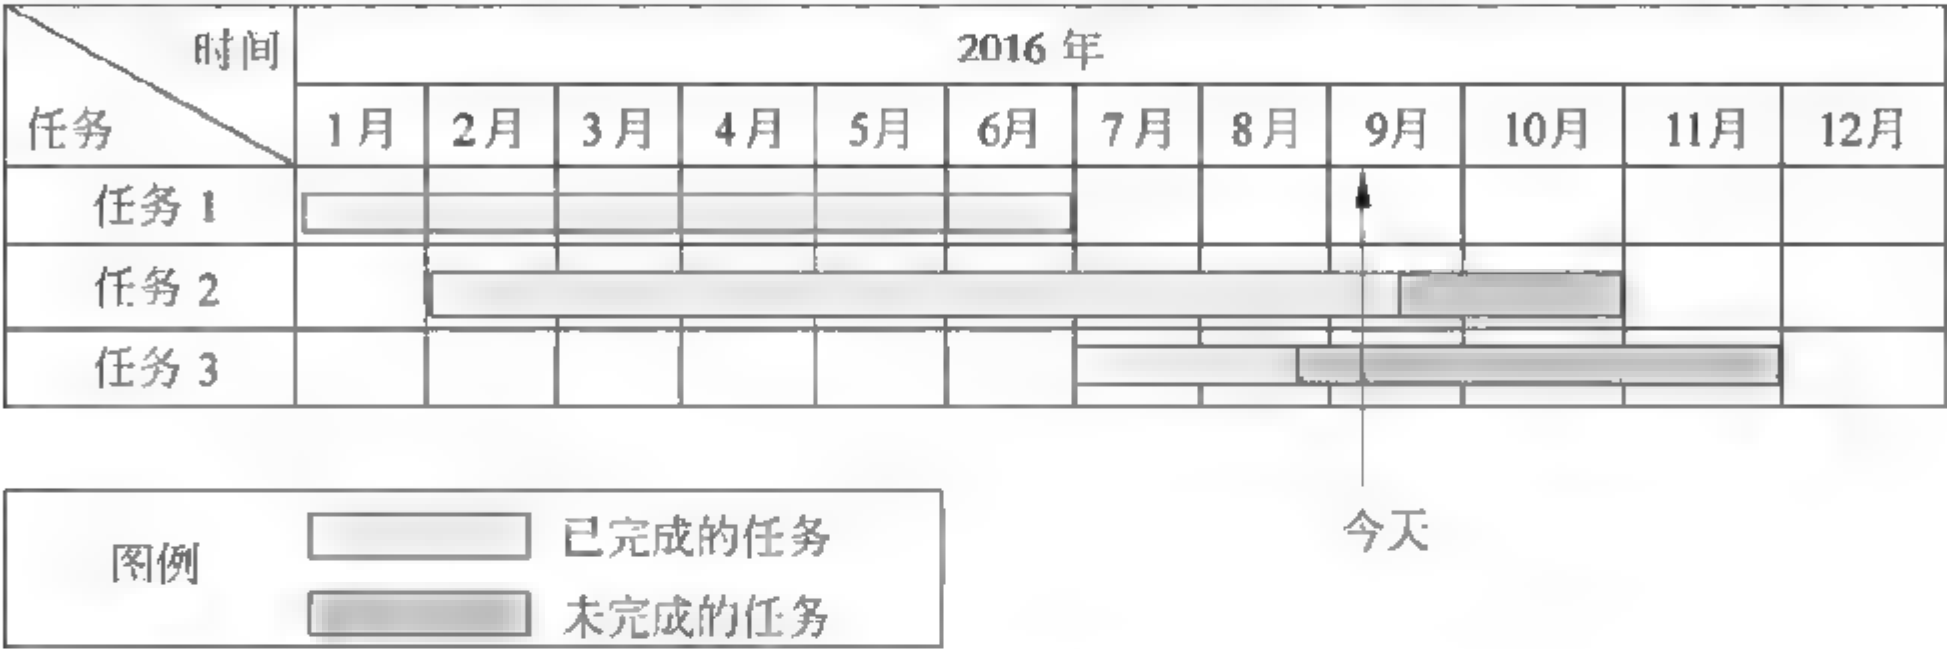 时间 2016 年
任务 1月 2月 3月 4月 5月 6月 7月 8月 9月 10月 11月 12月
任务 1
任务 2
任务 3
今天
图例 已完成的任务
未完成的任务